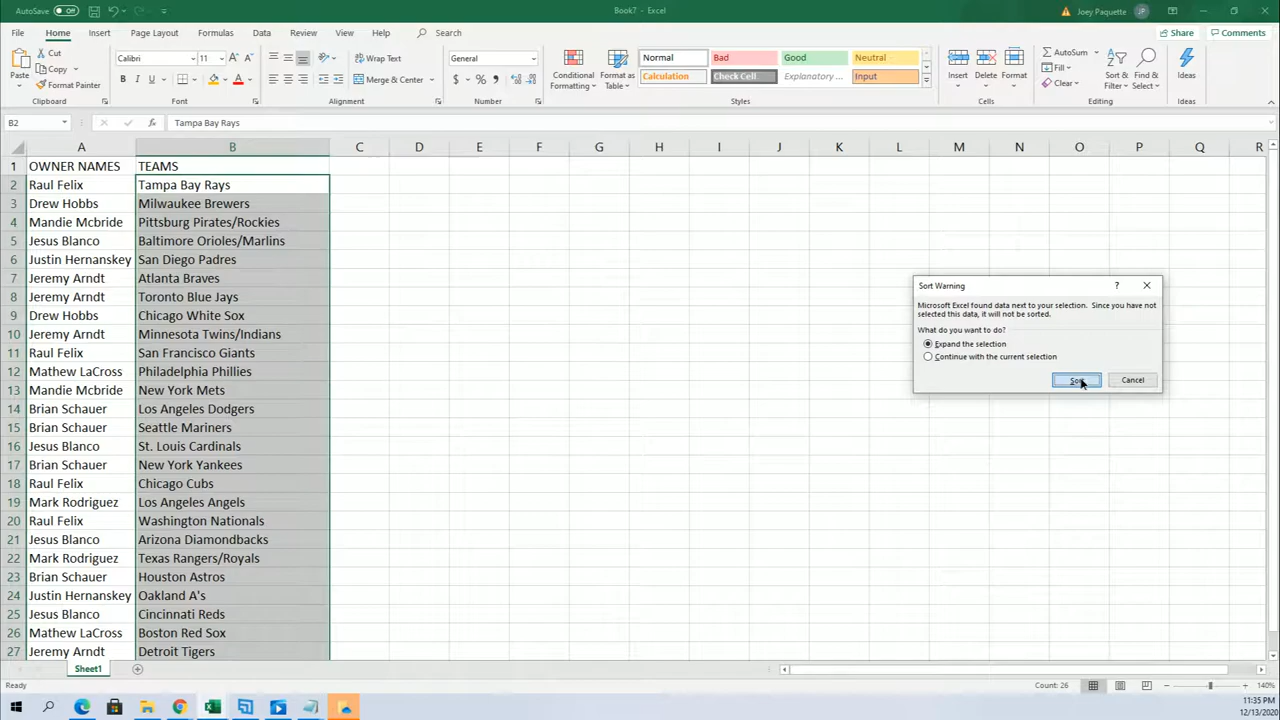 AutoSave Off Book7 - Excel Joey Paquette JP
File Home Insert Page Layout Formulas Data Review View Help Search Share Comments
Paste Cut Copy Format Painter Clipboard
Calibri 11 B I U A Font
Wrap Text Merge & Center Alignment
General $ % Number
Conditional Formatting Format as Table
Normal Bad Good Neutral
Calculation Check Cell Explanatory ... Input
Styles
Insert Delete Format Cells
AutoSum Fill Clear Sort & Filter Find & Select Editing
Ideas Ideas
B2 fx Tampa Bay Rays
A B C D E F G H I J K L M N O P Q R
1 OWNER NAMES TEAMS
2 Raul Felix Tampa Bay Rays
3 Drew Hobbs Milwaukee Brewers
4 Mandie Mcbride Pittsburg Pirates/Rockies
5 Jesus Blanco Baltimore Orioles/Marlins
6 Justin Hernanskey San Diego Padres
7 Jeremy Arndt Atlanta Braves
8 Jeremy Arndt Toronto Blue Jays
9 Drew Hobbs Chicago White Sox
10 Jeremy Arndt Minnesota Twins/Indians
11 Raul Felix San Francisco Giants
12 Mathew LaCross Philadelphia Phillies
13 Mandie Mcbride New York Mets
14 Brian Schauer Los Angeles Dodgers
15 Brian Schauer Seattle Mariners
16 Jesus Blanco St. Louis Cardinals
17 Brian Schauer New York Yankees
18 Raul Felix Chicago Cubs
19 Mark Rodriguez Los Angeles Angels
20 Raul Felix Washington Nationals
21 Jesus Blanco Arizona Diamondbacks
22 Mark Rodriguez Texas Rangers/Royals
23 Brian Schauer Houston Astros
24 Justin Hernanskey Oakland A's
25 Jesus Blanco Cincinnati Reds
26 Mathew LaCross Boston Red Sox
27 Jeremy Arndt Detroit Tigers
Sort Warning ?
Microsoft Excel found data next to your selection. Since you have not
selected this data, it will not be sorted.
What do you want to do?
Expand the selection
Continue with the current selection
Sort Cancel
Sheet1
Ready Count: 26 140%
11:35 PM
12/13/2020